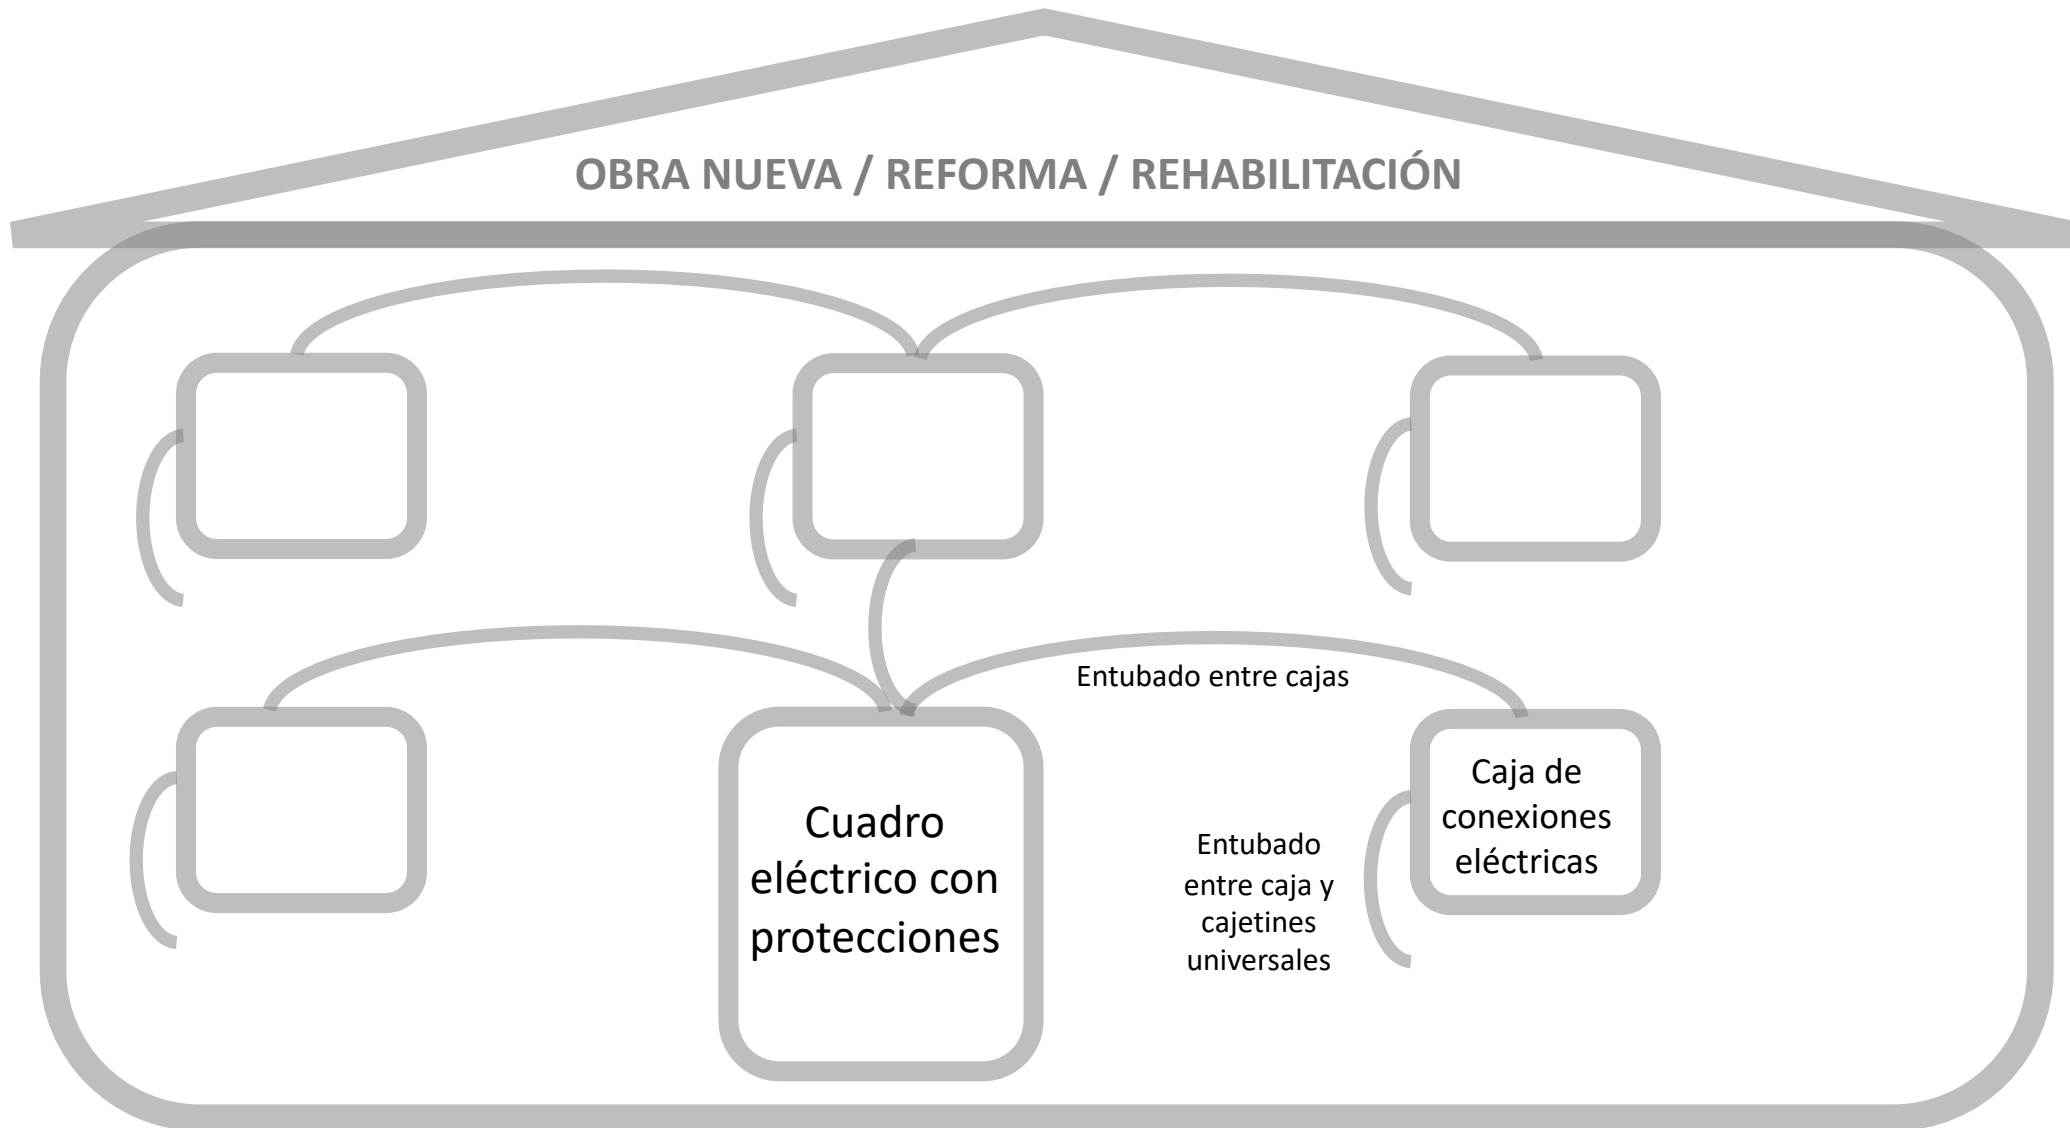 OBRA NUEVA / REFORMA / REHABILITACIÓN
Entubado entre cajas
Cuadro
eléctrico con
protecciones
Entubado
entre caja y
cajetines
universales
Caja de
conexiones
eléctricas